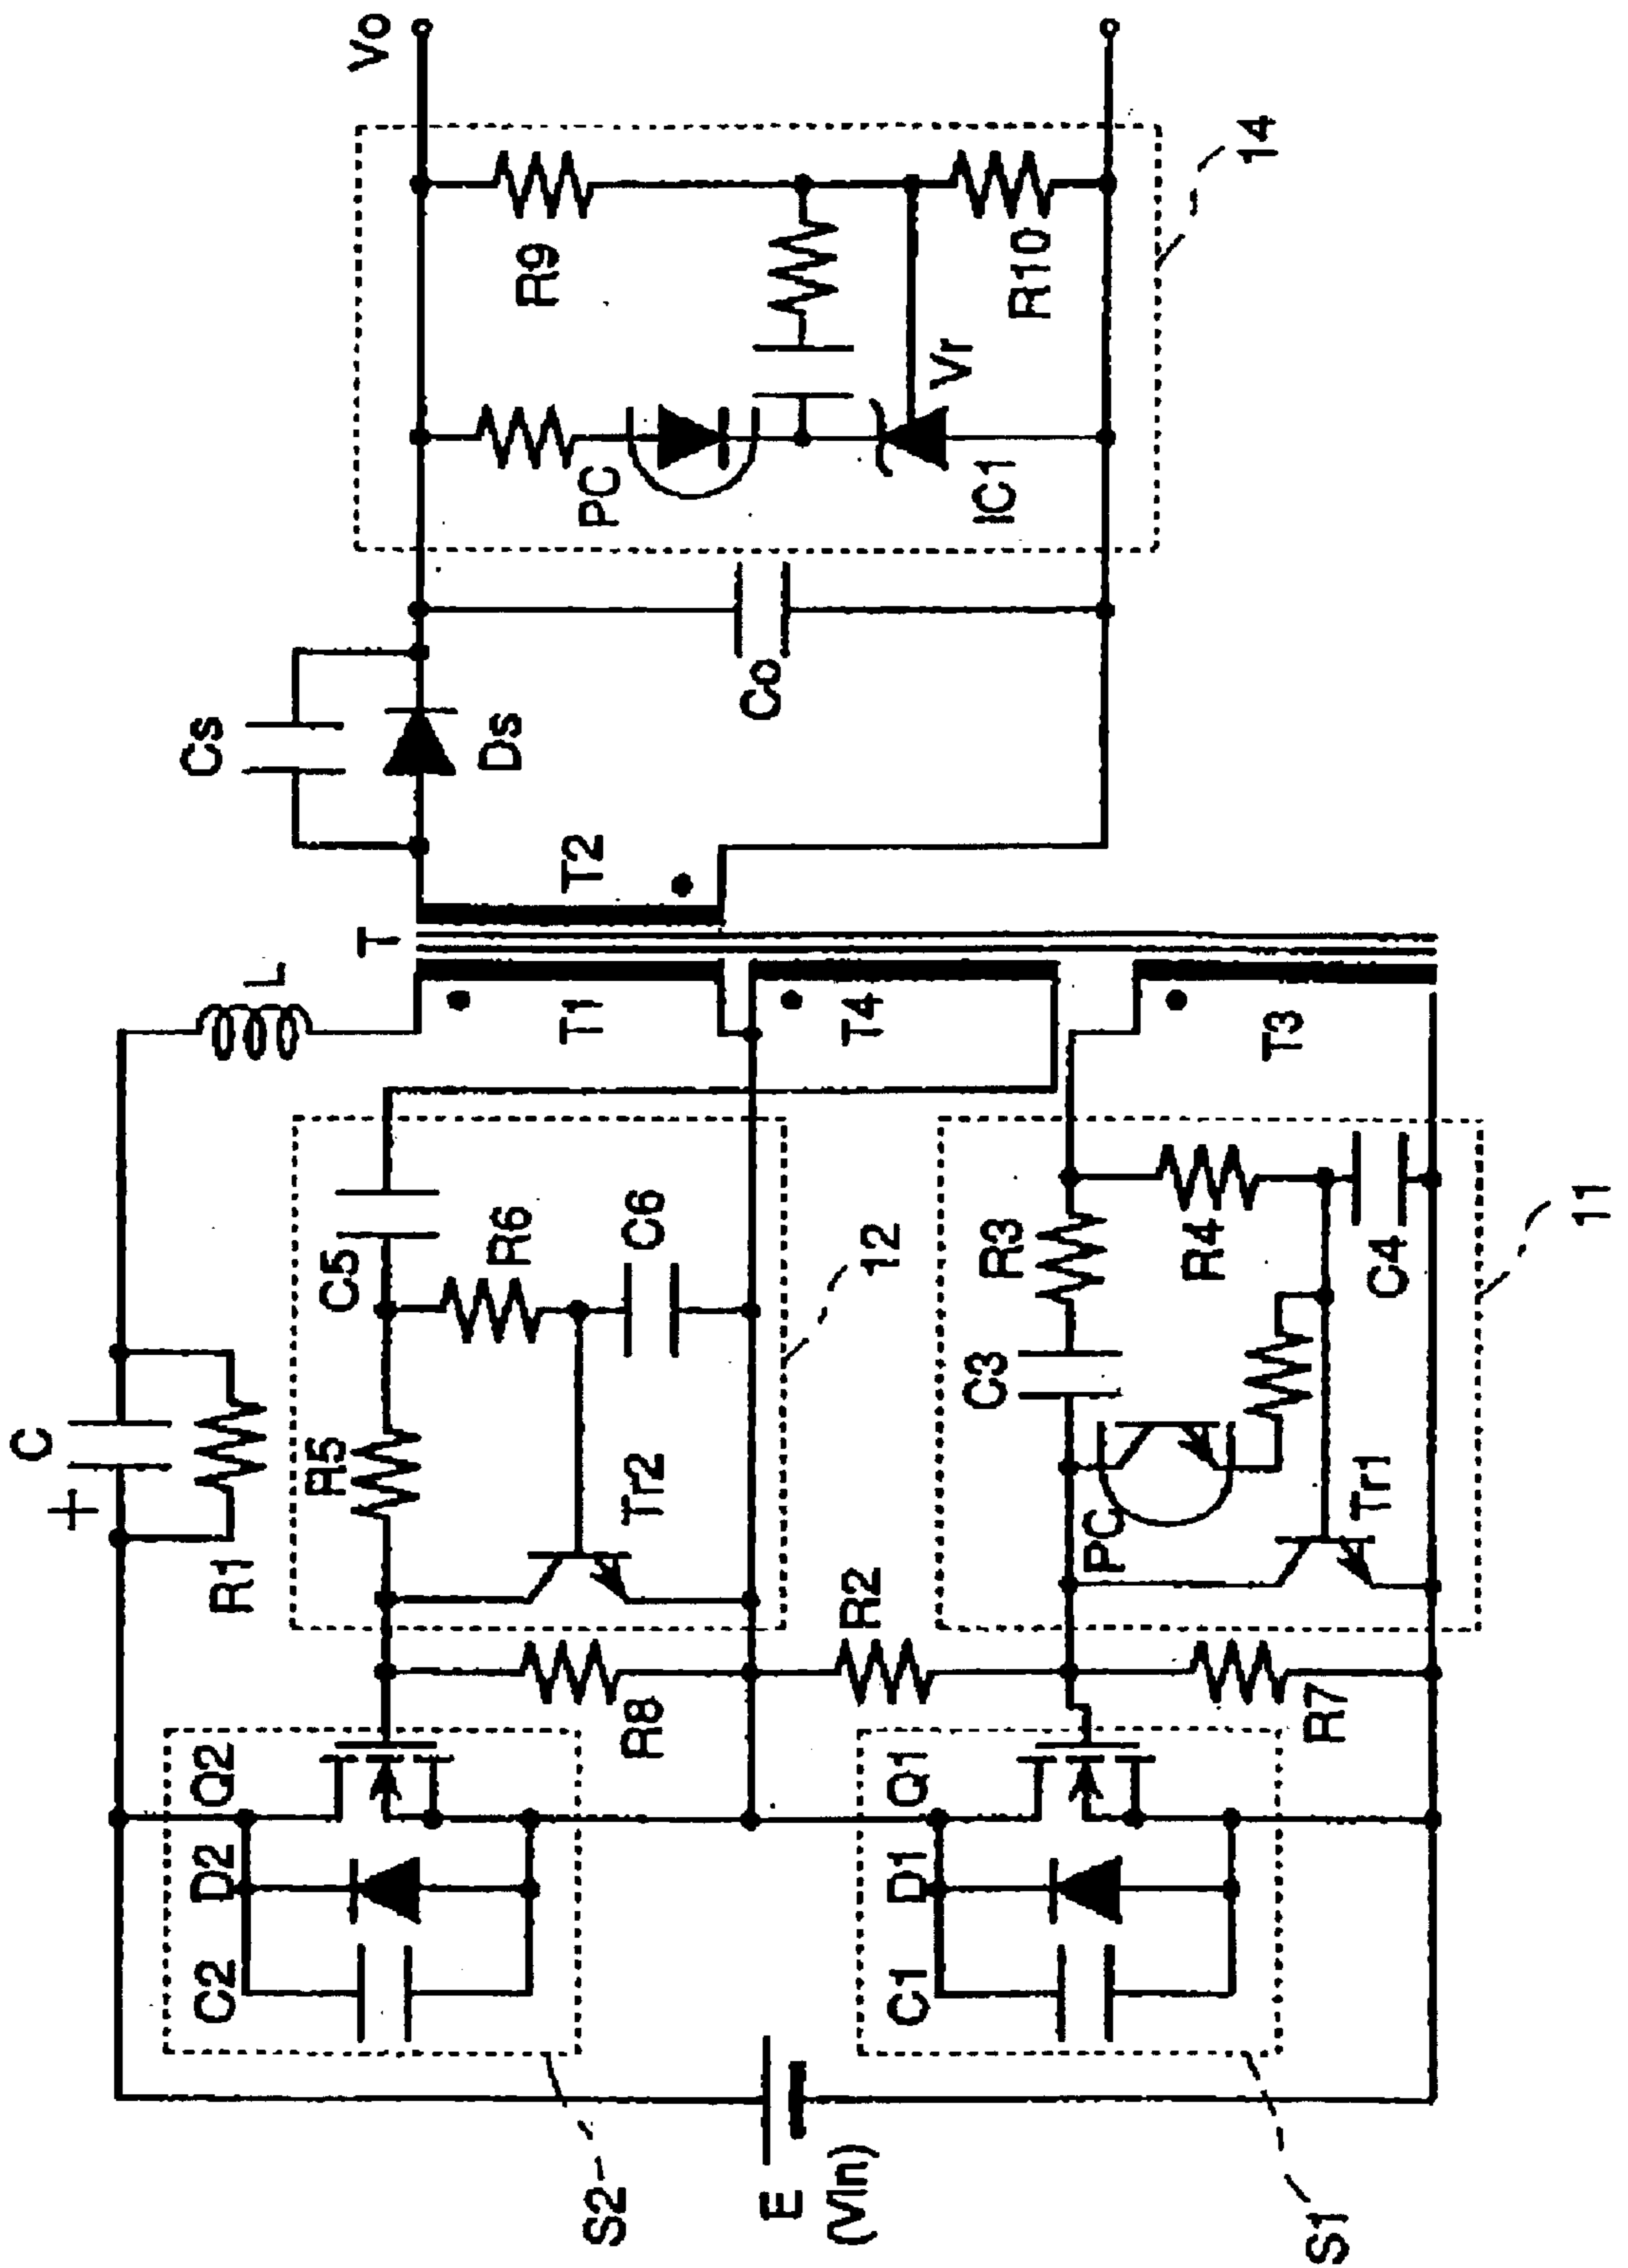 C
+
R1
L
T
Cs
Ds
Vo
T1
T2
T4
T3
C5
R5
R6
C6
Tr2
12
R9
PC
Vr
IC1
R10
14
Co
S2
Q2
D2
C2
R8
R2
E
(Vin)
S1
Q1
D1
C1
R7
C3
R3
R4
C4
PC
Tr1
11